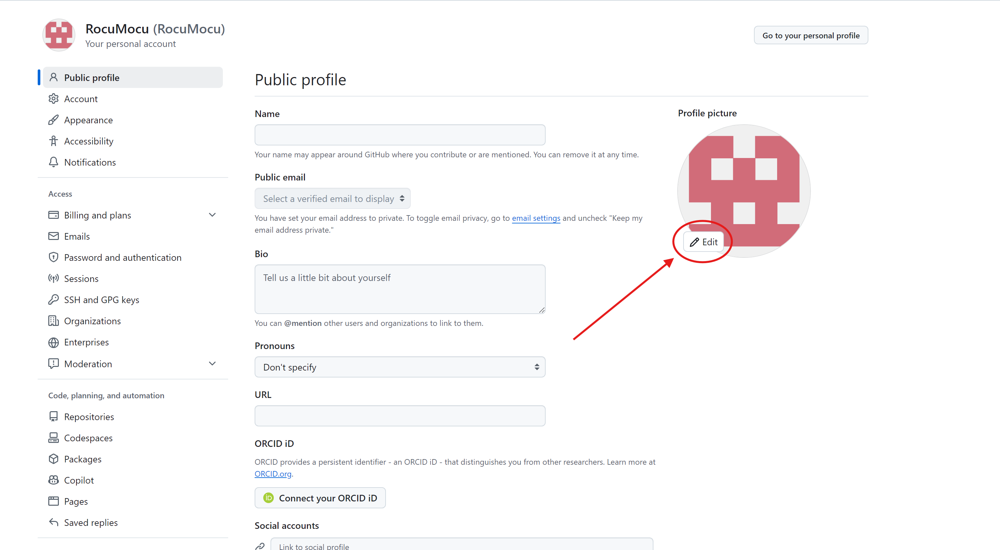 RocuMocu (RocuMocu)
Your personal account
Go to your personal profile
Public profile
Account
Appearance
Accessibility
Notifications
Access
Billing and plans
Emails
Password and authentication
Sessions
SSH and GPG keys
Organizations
Enterprises
Moderation
Code, planning, and automation
Repositories
Codespaces
Packages
Copilot
Pages
Saved replies
Public profile
Name
Your name may appear around GitHub where you contribute or are mentioned. You can remove it at any time.
Public email
Select a verified email to display
You have set your email address to private. To toggle email privacy, go to email settings and uncheck "Keep my
email address private."
Bio
Tell us a little bit about yourself
You can @mention other users and organizations to link to them.
Pronouns
Don't specify
URL
ORCID iD
ORCID provides a persistent identifier - an ORCID iD - that distinguishes you from other researchers. Learn more at
ORCID.org.
iD Connect your ORCID iD
Social accounts
Link to social profile
Profile picture
Edit